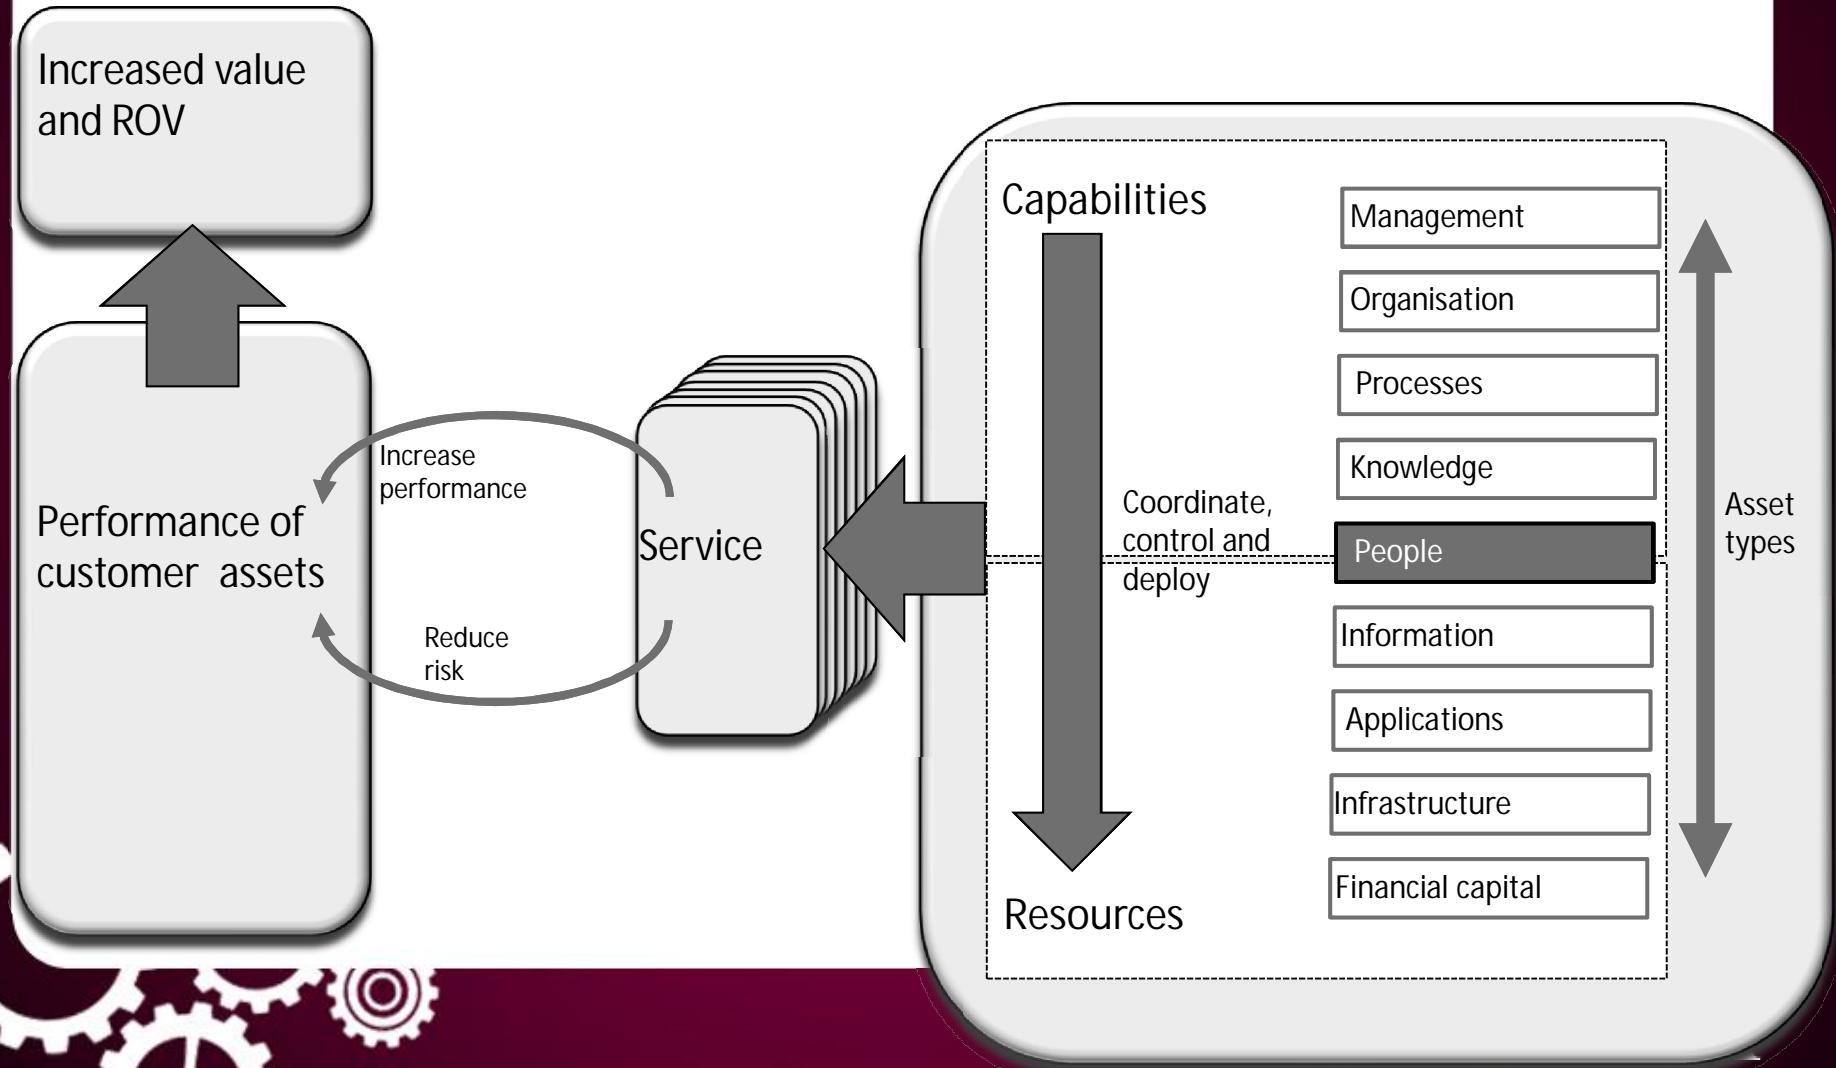 Increased value
and ROV
Performance of
customer assets
Increase
performance
Reduce
risk
Service
Capabilities
Coordinate,
control and
deploy
Resources
Management
Organisation
Processes
Knowledge
People
Information
Applications
Infrastructure
Financial capital
Asset
types